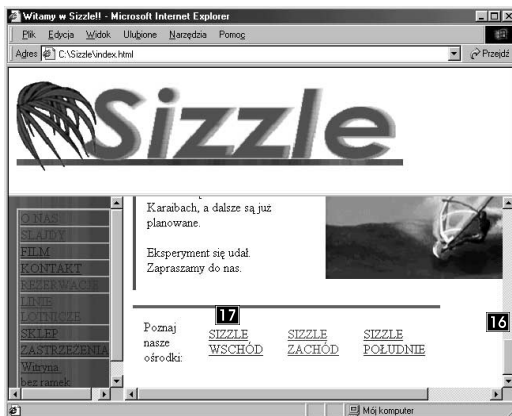 Witamy w Sizzle!! - Microsoft Internet Explorer
Plik Edycja Widok Ulubione Narzędzia Pomoc
Adres C:\Sizzle\index.html Przejdź
Sizzle
O NAS
SLAJDY
FILM
KONTAKT
REZERWACJE
LINIE
LOTNICZE
SKLEP
ZASTRZEŻENIA
Witryna
bez ramek
Karaibach, a dalsze są już
planowane.
Eksperyment się udał.
Zapraszamy do nas.
17
16
Poznaj
nasze
ośrodki:
SIZZLE
WSCHÓD
SIZZLE
ZACHÓD
SIZZLE
POŁUDNIE
Mój komputer